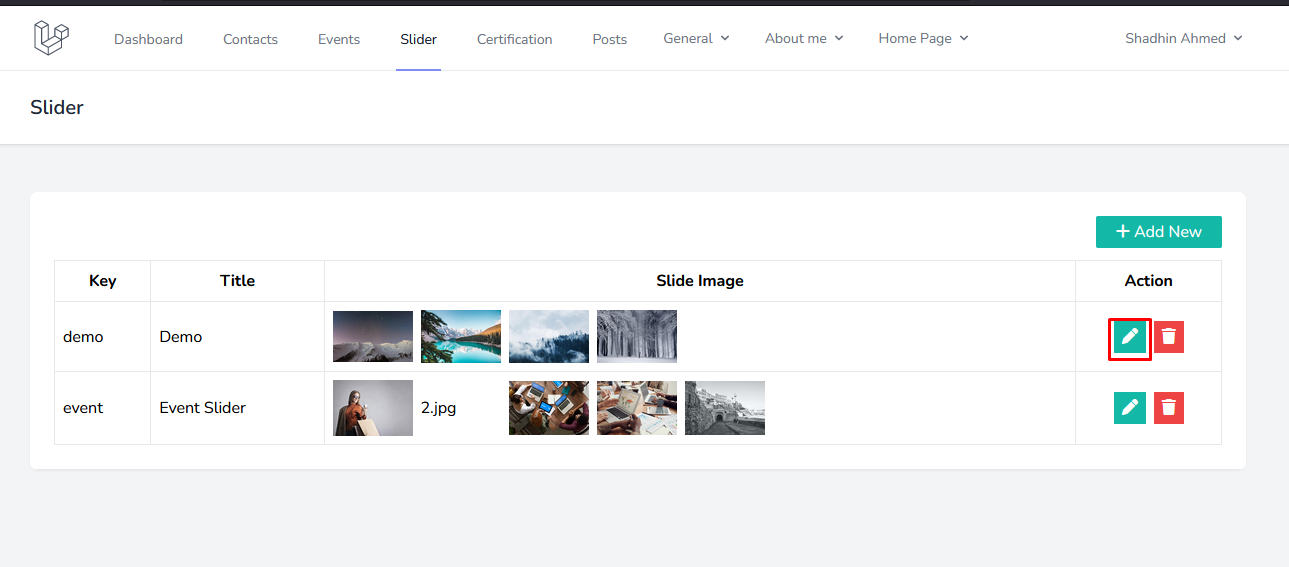 Dashboard Contacts Events Slider Certification Posts General About me Home Page Shadhin Ahmed
Slider
Add New
Key Title Slide Image Action
demo Demo
event Event Slider 2.jpg